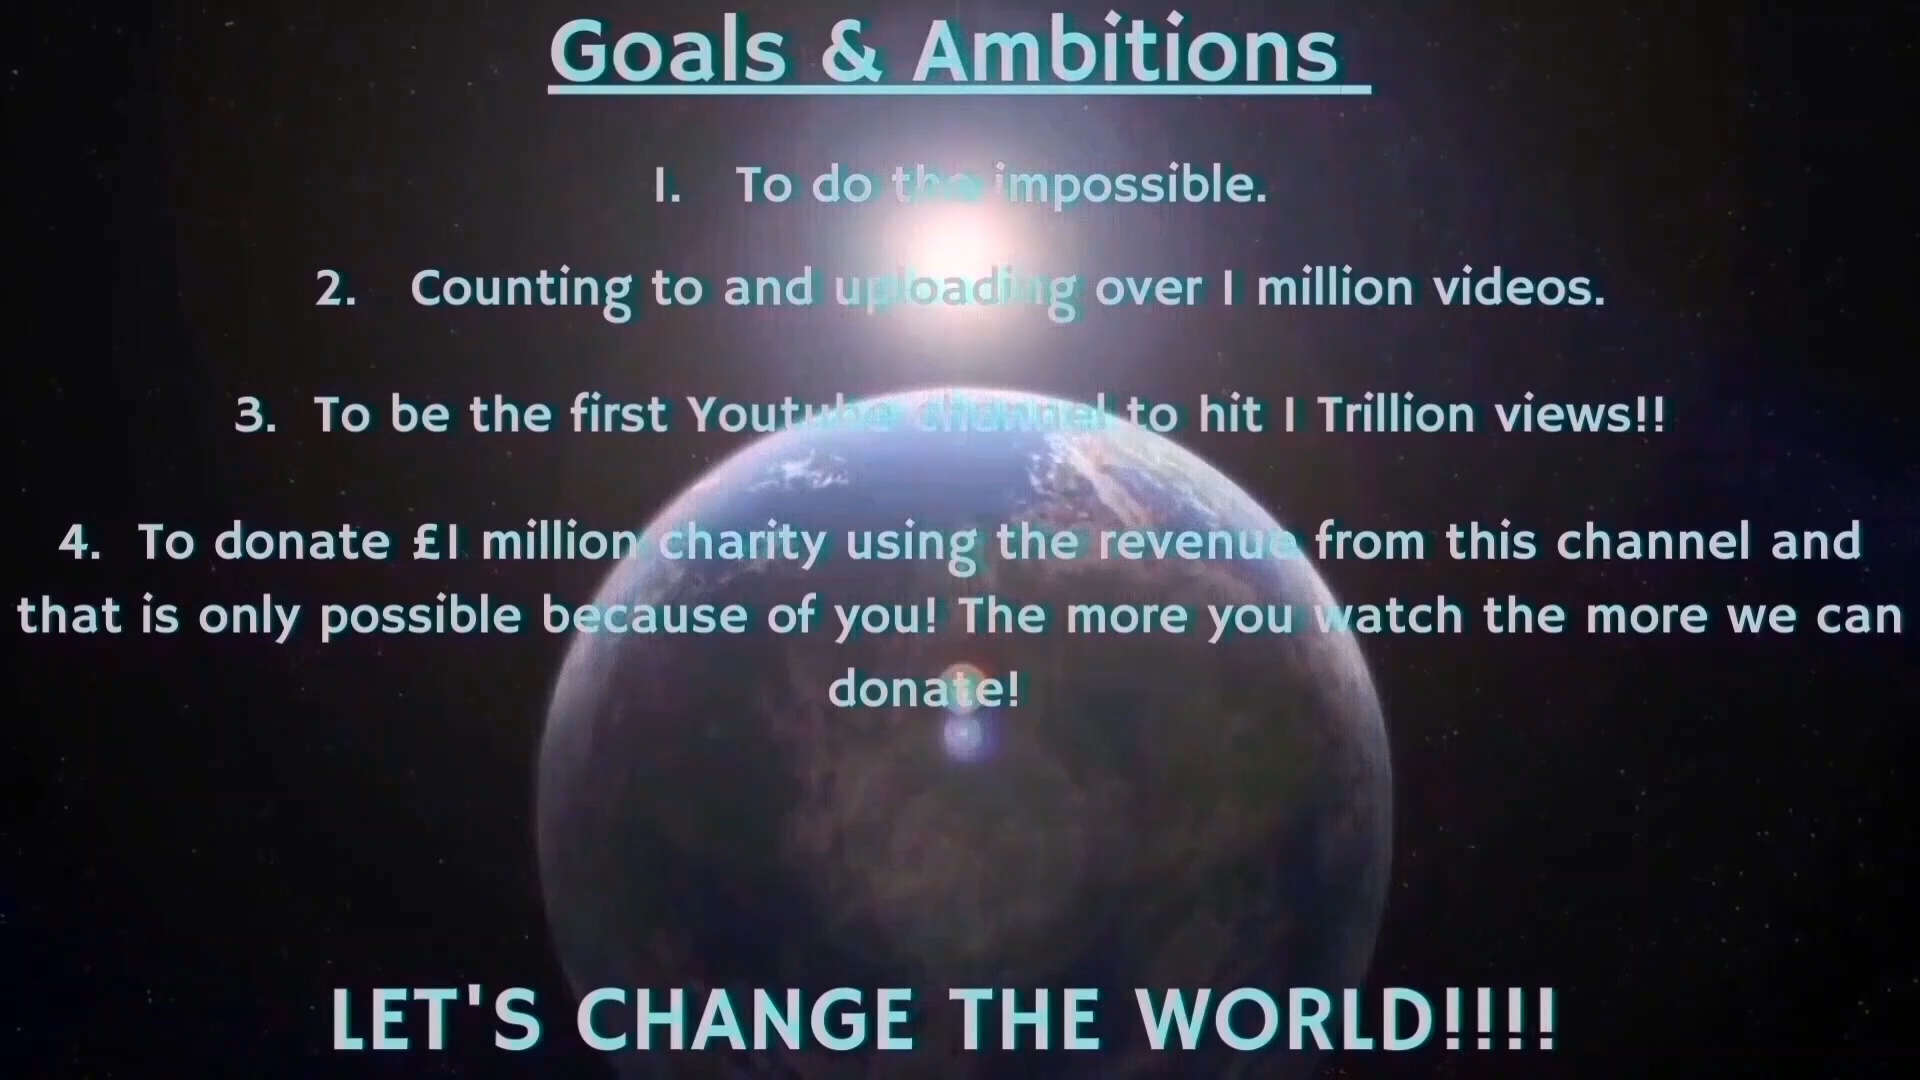 Goals & Ambitions
1. To do the impossible.
2. Counting to and uploading over 1 million videos.
3. To be the first Youtube channel to hit 1 Trillion views!!
4. To donate £1 million charity using the revenue from this channel and
that is only possible because of you! The more you watch the more we can
donate!
LET'S CHANGE THE WORLD!!!!